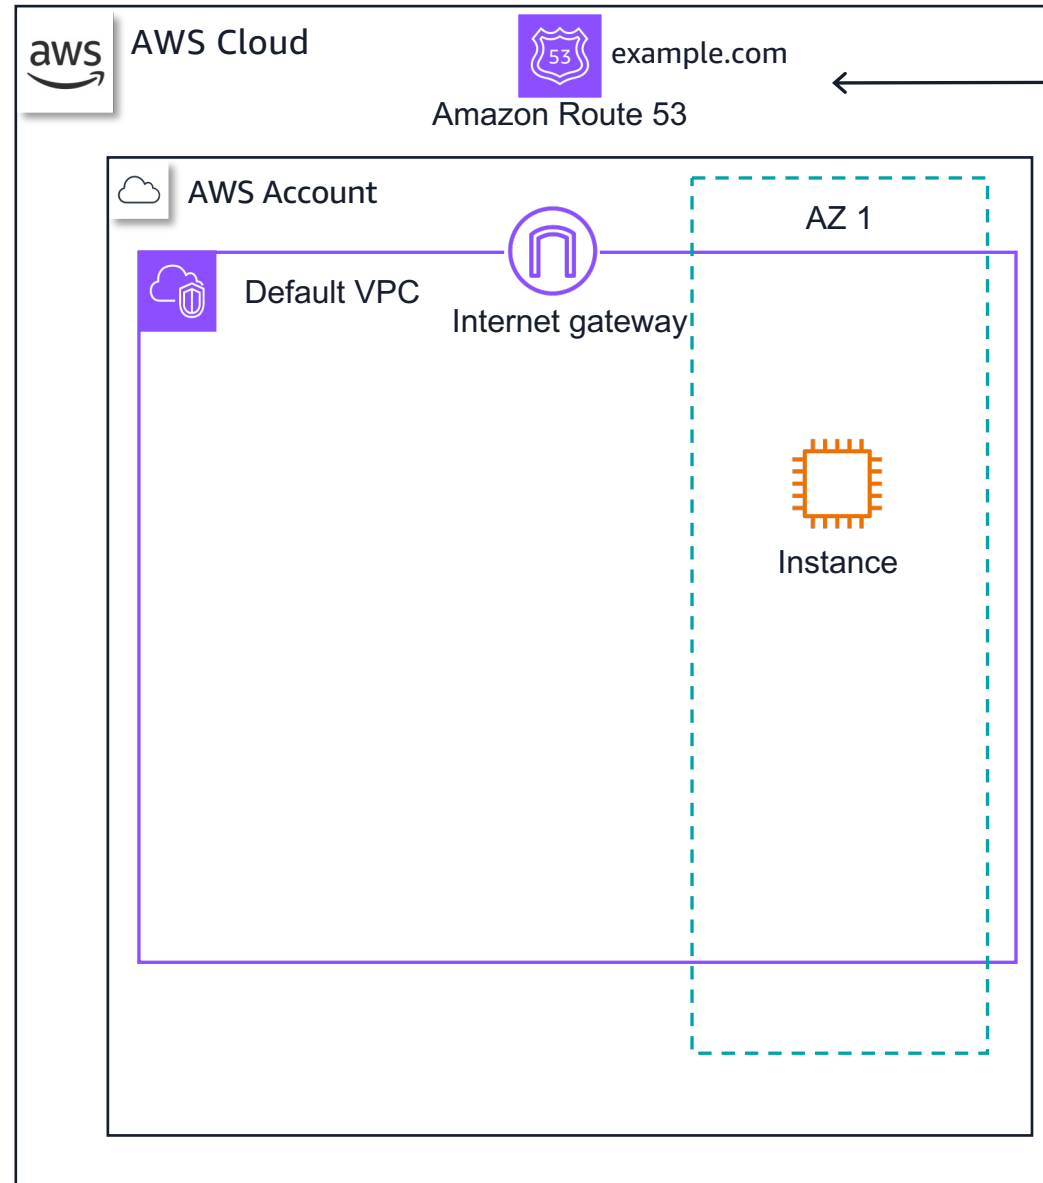 aws
AWS Cloud
53
example.com
Amazon Route 53
AWS Account
AZ 1
Default VPC
Internet gateway
Instance